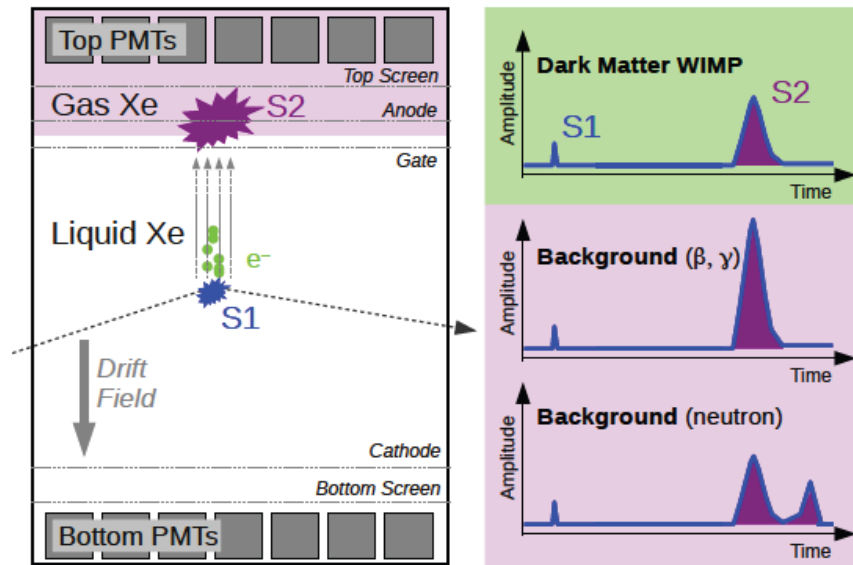 Top PMTs
Top Screen
Gas Xe
S2
Anode
Gate
Liquid Xe
e⁻
S1
Drift
Field
Cathode
Bottom Screen
Bottom PMTs
Amplitude
Dark Matter WIMP
S1
S2
Time
Amplitude
Background (β, γ)
Time
Amplitude
Background (neutron)
Time